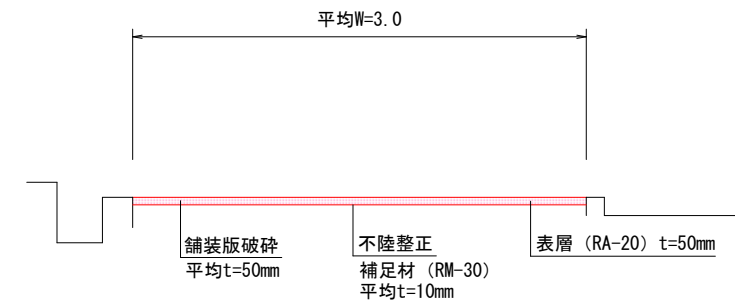 平均W=3.0
舗装版破砕
平均t=50mm
不陸整正
補足材（RM-30）
平均t=10mm
表層（RA-20）t=50mm